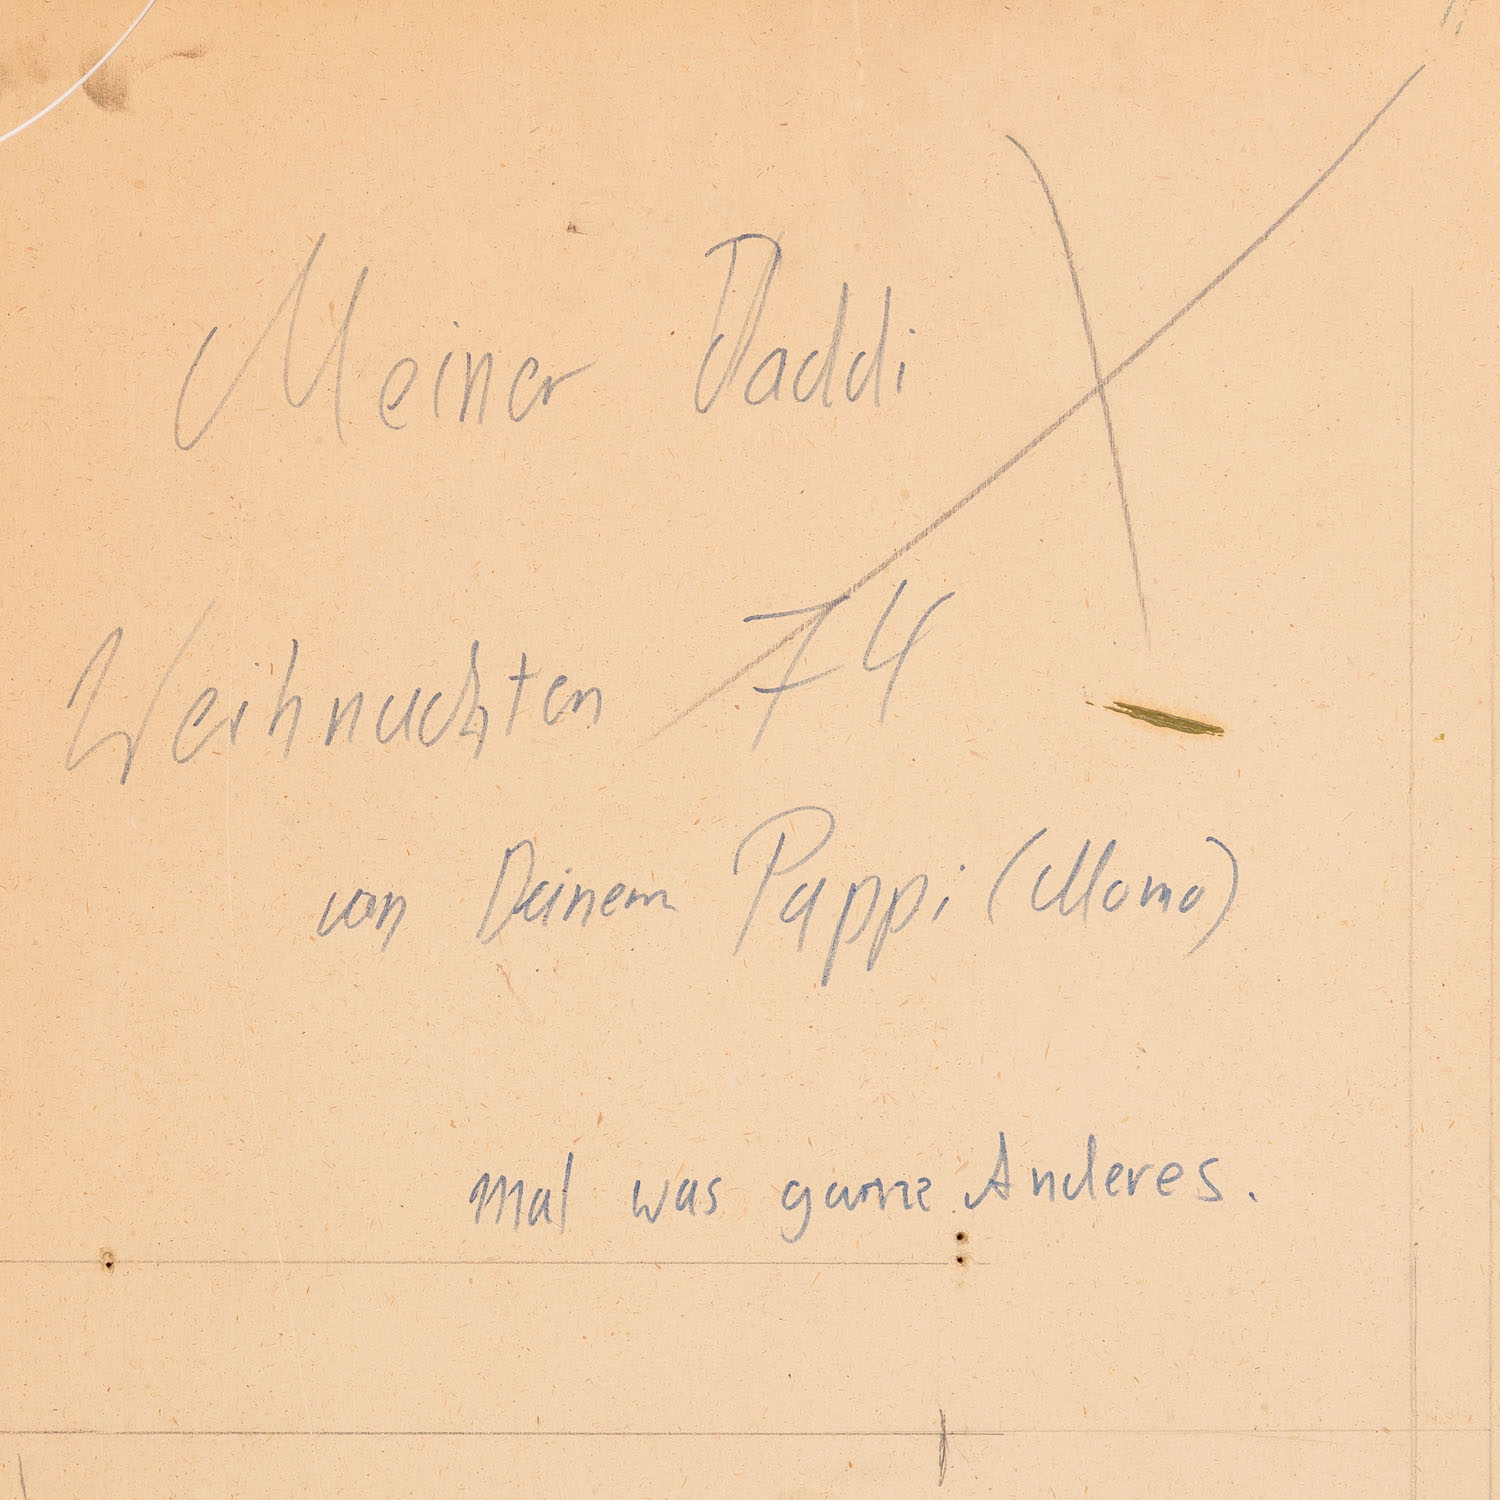 Meiner Daddi
Weihnachten 74
von Deinem Pappi (Momo)
mal was ganz Anderes.